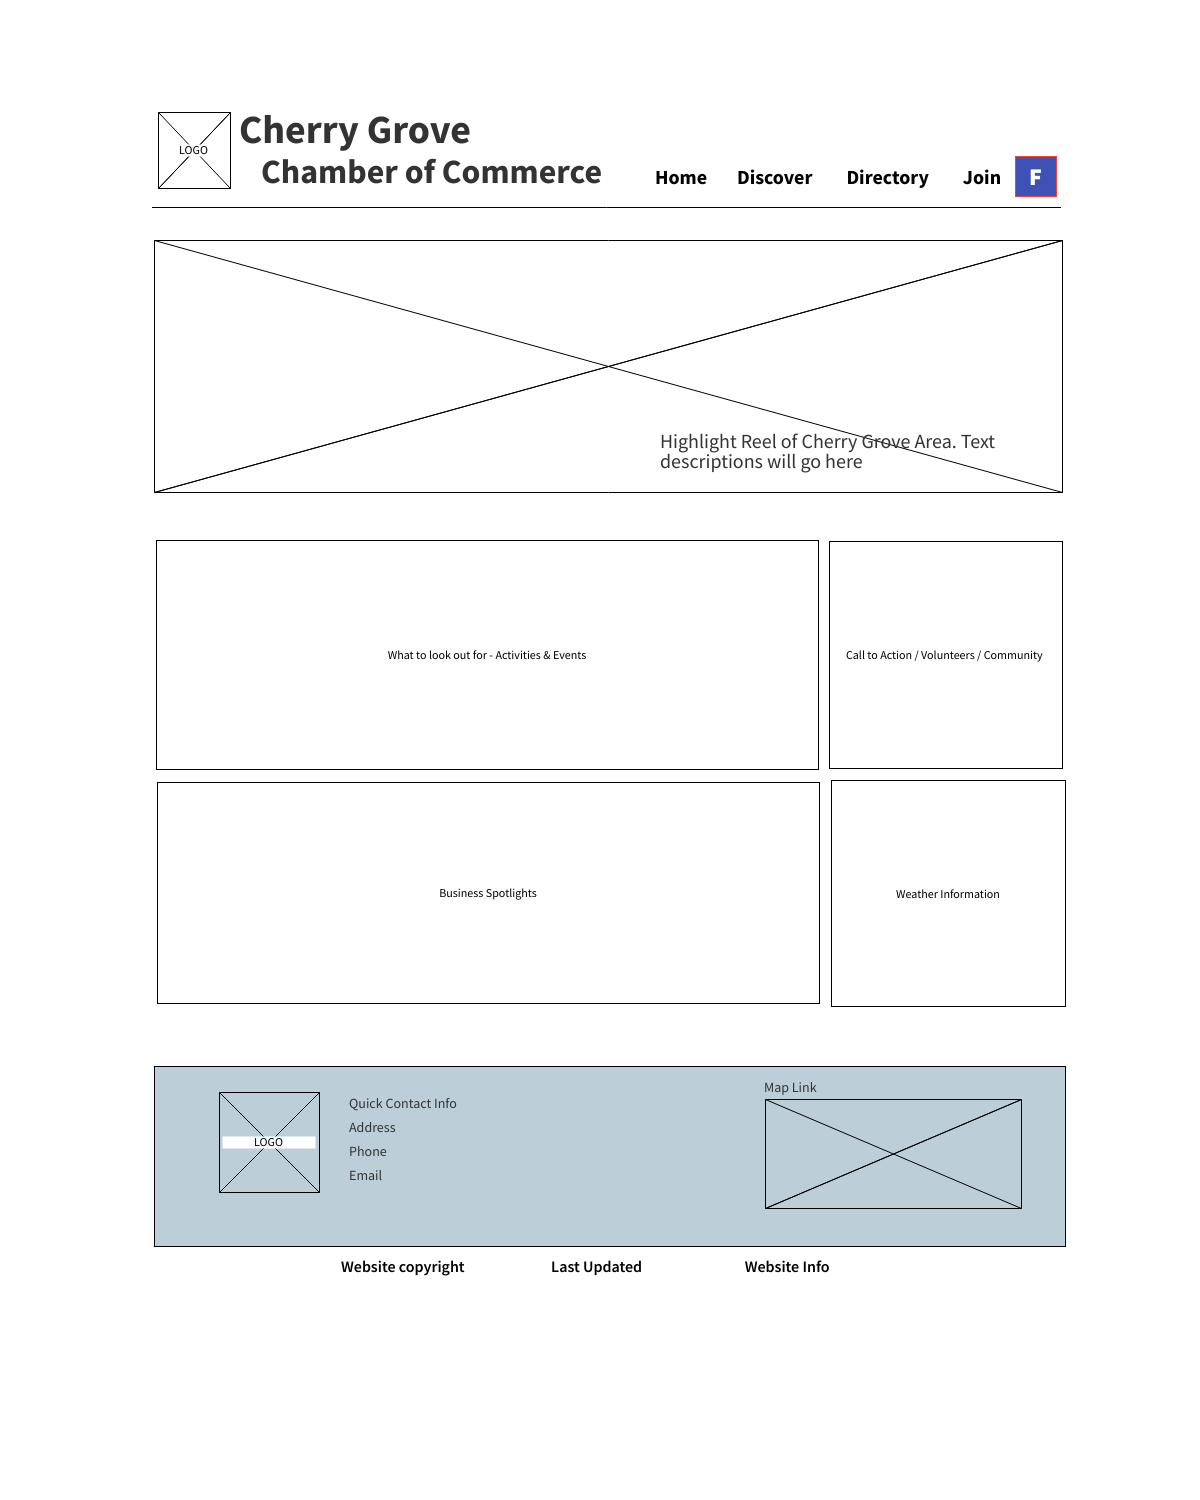 LOGO
Cherry Grove
Chamber of Commerce
Home Discover Directory Join F
Highlight Reel of Cherry Grove Area. Text
descriptions will go here
What to look out for - Activities & Events
Call to Action / Volunteers / Community
Business Spotlights
Weather Information
LOGO
Quick Contact Info
Address
Phone
Email
Map Link
Website copyright Last Updated Website Info